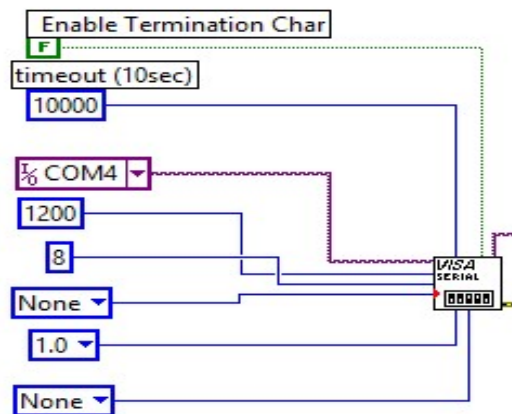 Enable Termination Char
F
timeout (10sec)
10000
I/O COM4
1200
8
VISA
SERIAL
None
1.0
None